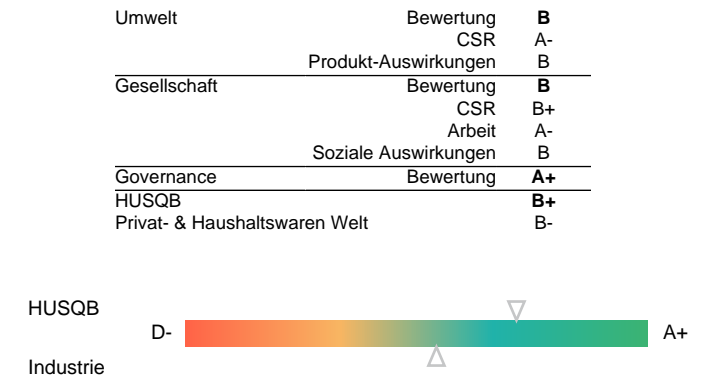 Umwelt Bewertung B
CSR A-
Produkt-Auswirkungen B
Gesellschaft Bewertung B
CSR B+
Arbeit A-
Soziale Auswirkungen B
Governance Bewertung A+
HUSQB B+
Privat- & Haushaltswaren Welt B-
HUSQB
D- A+
Industrie